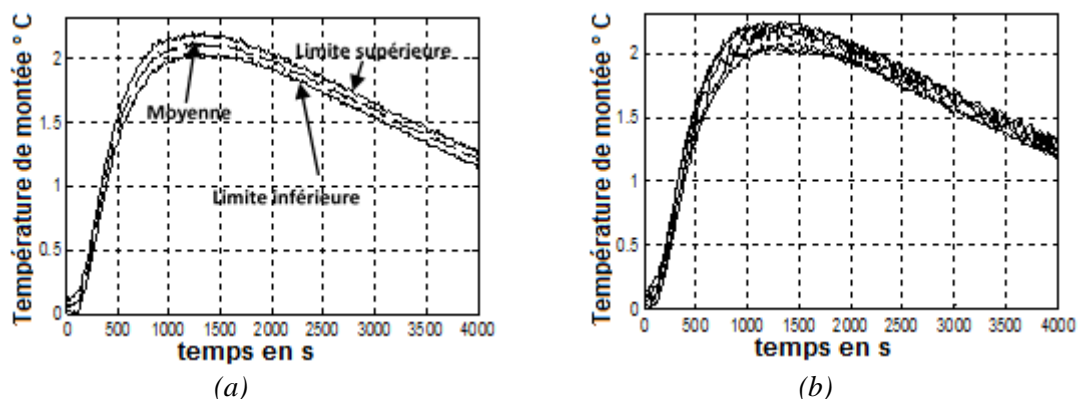 Température de montée ° C
2
1.5
1
0.5
0
Limite supérieure
Moyenne
Limite inférieure
0 500 1000 1500 2000 2500 3000 3500 4000
temps en s
(a)
Température de montée ° C
2
1.5
1
0.5
0
0 500 1000 1500 2000 2500 3000 3500 4000
temps en s
(b)